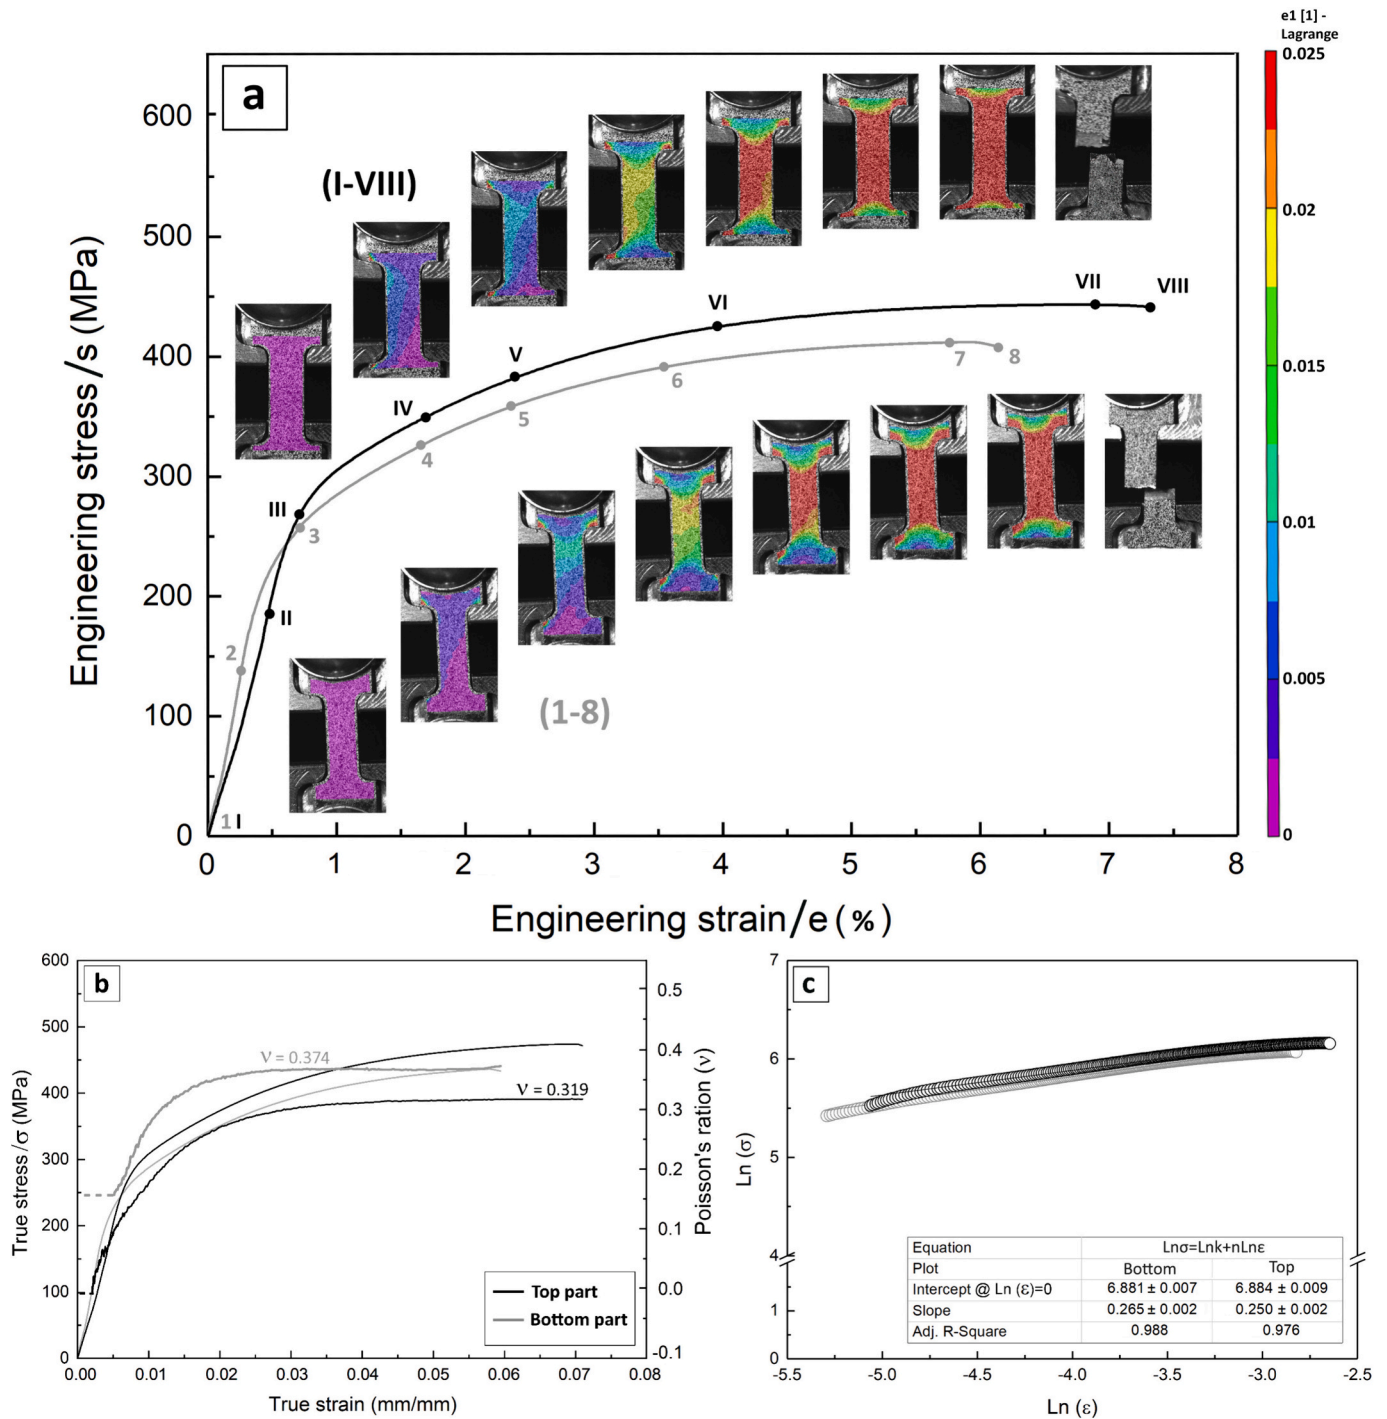 e1 [1] -
Lagrange
0.025
0.02
0.015
0.01
0.005
0
a
(I-VIII)
(1-8)
600
500
400
300
200
100
0
Engineering stress/s (MPa)
I
II
III
IV
V
VI
VII
VIII
1
2
3
4
5
6
7
8
0 1 2 3 4 5 6 7 8
Engineering strain/e (%)
b
600
500
400
300
200
100
0
True stress/σ (MPa)
ν = 0.374
ν = 0.319
0.5
0.4
0.3
0.2
0.1
0.0
-0.1
Poisson's ration (ν)
Top part
Bottom part
0.00 0.01 0.02 0.03 0.04 0.05 0.06 0.07 0.08
True strain (mm/mm)
c
7
6
5
4
1
0
Ln (σ)
Equation Lnσ=Lnk+nLnε
Plot Bottom Top
Intercept @ Ln (ε)=0 6.881 ± 0.007 6.884 ± 0.009
Slope 0.265 ± 0.002 0.250 ± 0.002
Adj. R-Square 0.988 0.976
-5.5 -5.0 -4.5 -4.0 -3.5 -3.0 -2.5
Ln (ε)